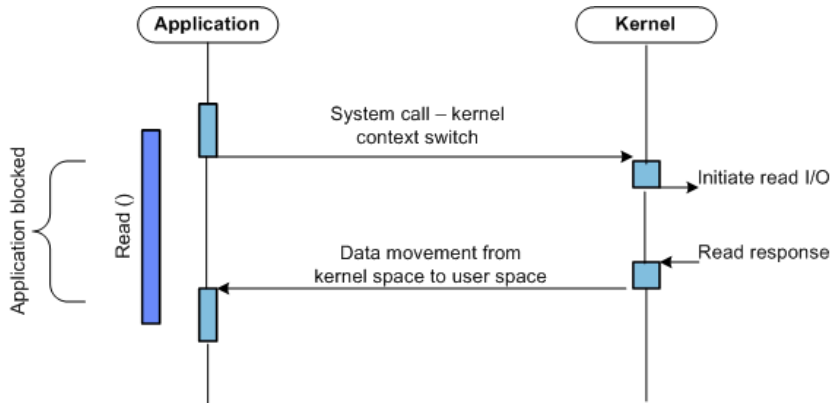 Application
Kernel
System call – kernel
context switch
Initiate read I/O
Application blocked
Read ()
Data movement from
kernel space to user space
Read response